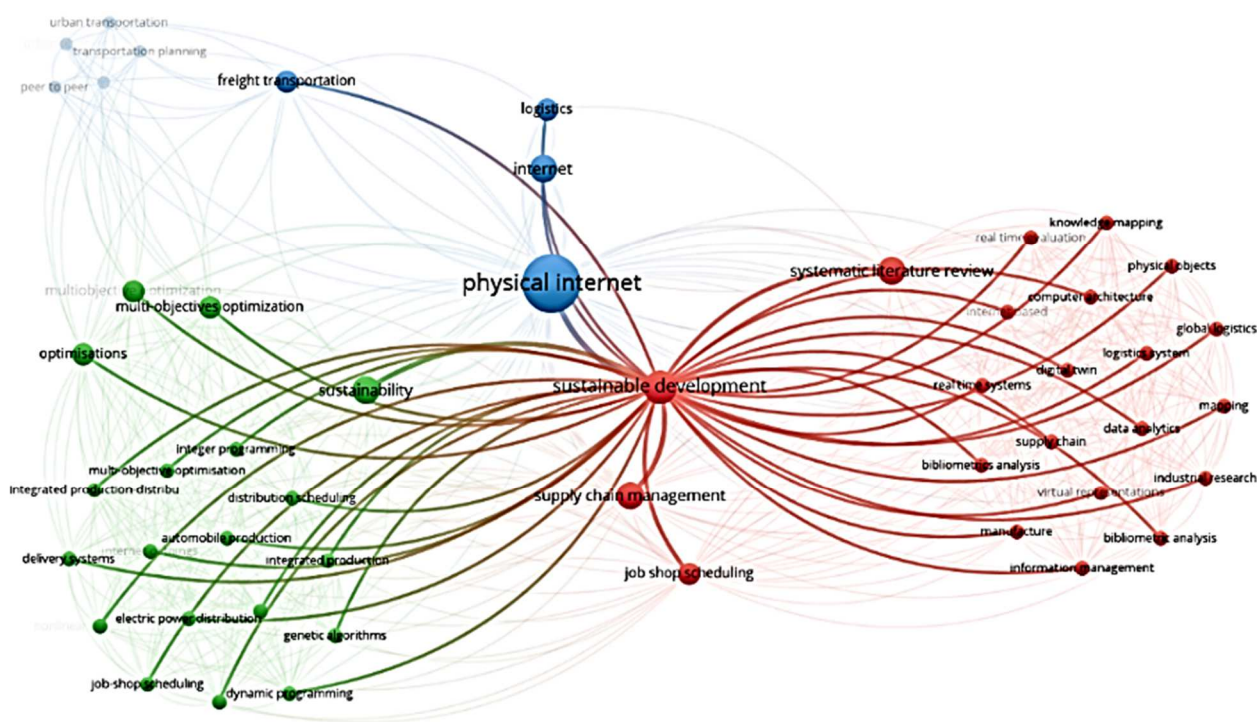 urban transportation
transportation planning
peer to peer
freight transportation
logistics
internet
physical internet
knowledge mapping
systematic literature review
physical objects
computer architecture
global logistics
logistics system
digital twin
real time systems
sustainable development
mapping
data analytics
supply chain
bibliometrics analysis
industrial research
virtual representations
manufacture
bibliometric analysis
information management
supply chain management
job shop scheduling
multi-objectives optimization
optimisations
sustainability
integer programming
multi-objective optimisation
integrated production-distribu
distribution scheduling
automobile production
delivery systems
integrated production
electric power distribution
genetic algorithms
job-shop scheduling
dynamic programming